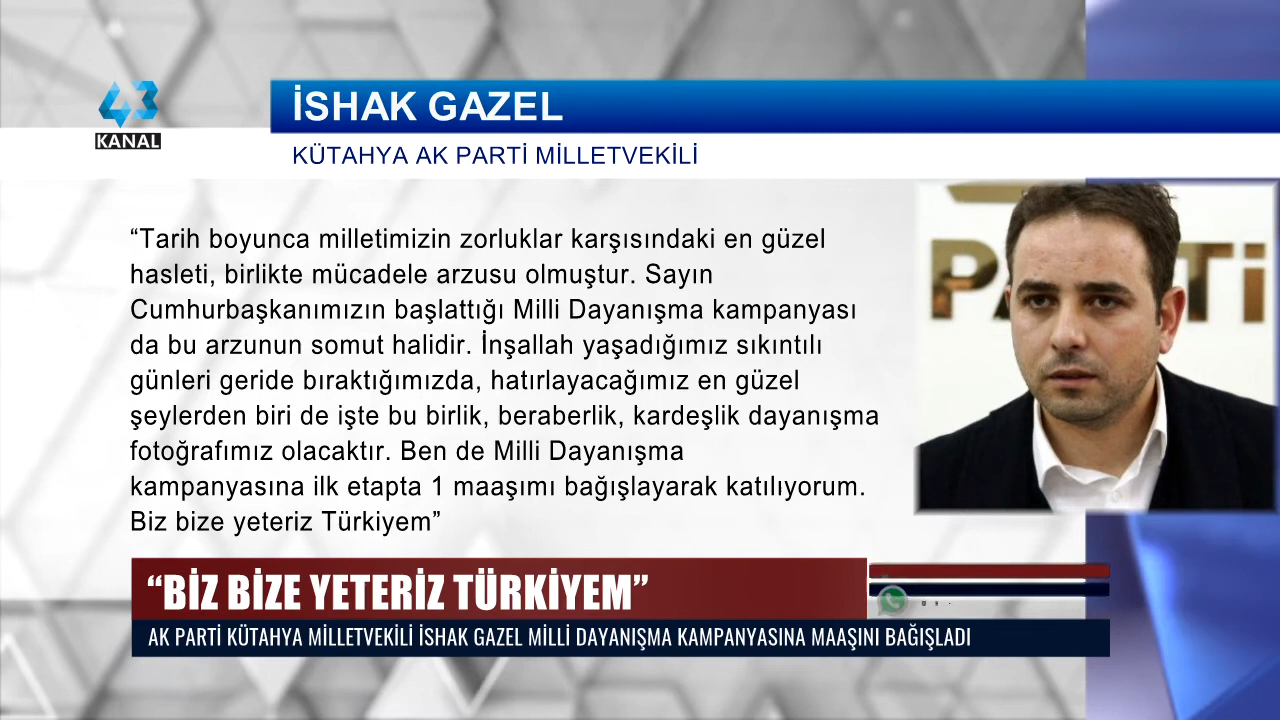 43
KANAL
İSHAK GAZEL
KÜTAHYA AK PARTİ MİLLETVEKİLİ
“Tarih boyunca milletimizin zorluklar karşısındaki en güzel
hasleti, birlikte mücadele arzusu olmuştur. Sayın
Cumhurbaşkanımızın başlattığı Milli Dayanışma kampanyası
da bu arzunun somut halidir. İnşallah yaşadığımız sıkıntılı
günleri geride bıraktığımızda, hatırlayacağımız en güzel
şeylerden biri de işte bu birlik, beraberlik, kardeşlik dayanışma
fotoğrafımız olacaktır. Ben de Milli Dayanışma
kampanyasına ilk etapta 1 maaşımı bağışlayarak katılıyorum.
Biz bize yeteriz Türkiyem”
“BİZ BİZE YETERİZ TÜRKİYEM”
AK PARTİ KÜTAHYA MİLLETVEKİLİ İSHAK GAZEL MİLLİ DAYANIŞMA KAMPANYASINA MAAŞINI BAĞIŞLADI